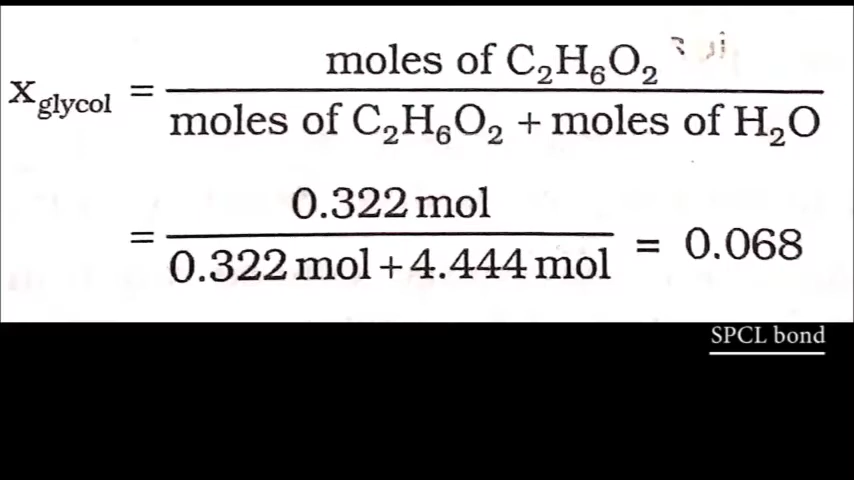 x_glycol = moles of C₂H₆O₂ / moles of C₂H₆O₂ + moles of H₂O
= 0.322 mol / 0.322 mol + 4.444 mol = 0.068
SPCL bond